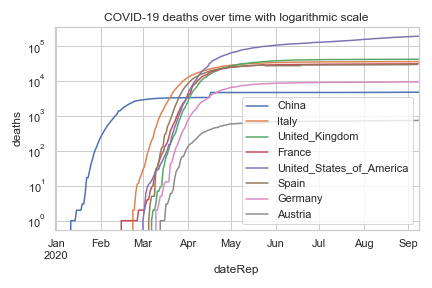 COVID-19 deaths over time with logarithmic scale
deaths
10^5
10^4
10^3
10^2
10^1
10^0
China
Italy
United_Kingdom
France
United_States_of_America
Spain
Germany
Austria
Jan Feb Mar Apr May Jun Jul Aug Sep
2020
dateRep